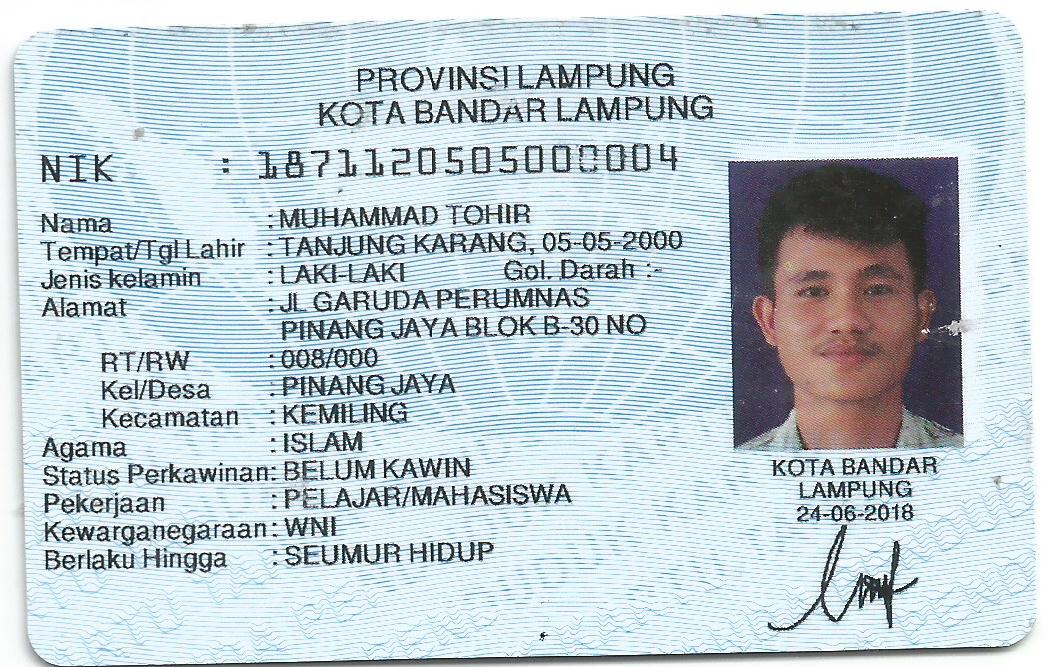 PROVINSI LAMPUNG
KOTA BANDAR LAMPUNG
NIK : 1871120505000004
Nama : MUHAMMAD TOHIR
Tempat/Tgl Lahir : TANJUNG KARANG, 05-05-2000
Jenis kelamin : LAKI-LAKI Gol. Darah :-
Alamat : JL GARUDA PERUMNAS
PINANG JAYA BLOK B-30 NO
RT/RW : 008/000
Kel/Desa : PINANG JAYA
Kecamatan : KEMILING
Agama : ISLAM
Status Perkawinan: BELUM KAWIN
Pekerjaan : PELAJAR/MAHASISWA
Kewarganegaraan: WNI
Berlaku Hingga : SEUMUR HIDUP
KOTA BANDAR
LAMPUNG
24-06-2018